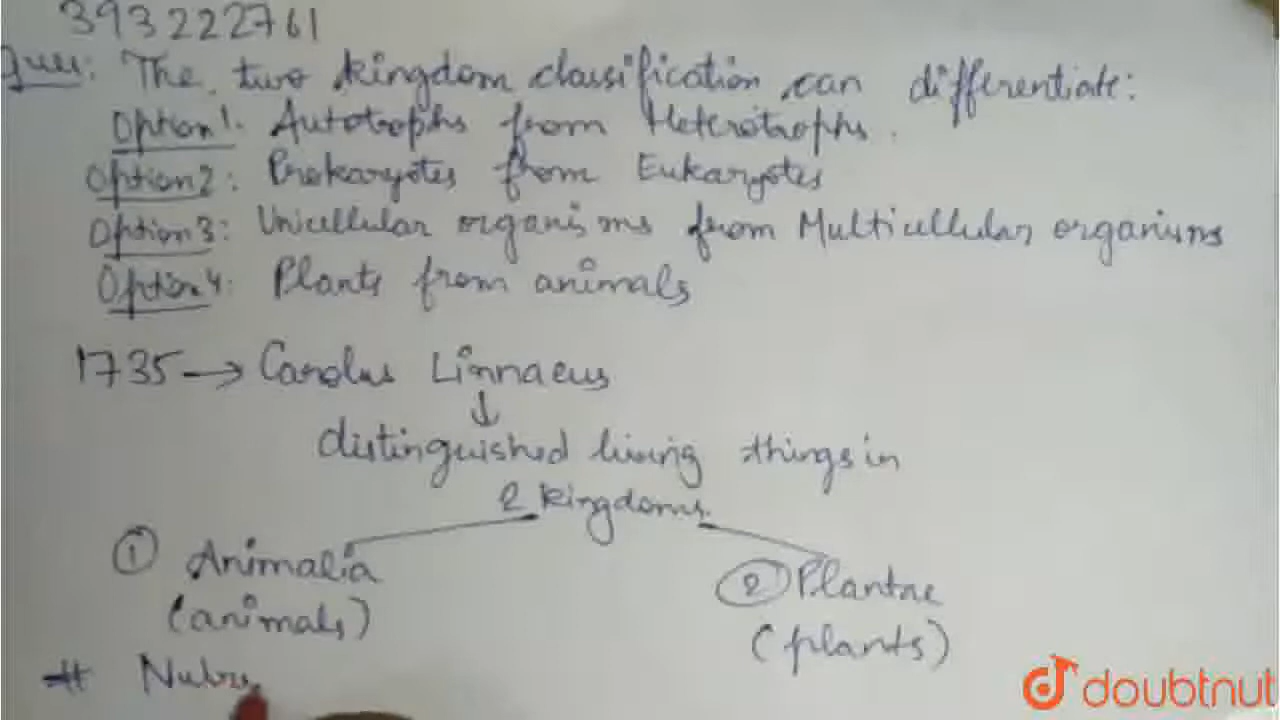 393222761
Ques: The two kingdom classification can differentiate:
Option 1. Autotrophs from Heterotrophs.
Option 2: Prokaryotes from Eukaryotes
Option 3: Unicellular organisms from Multicellular organisms
Option 4: Plants from animals
1735 → Carolus Linnaeus
↓
distinguished living things in
2 kingdoms.
① Animalia
② Plantae
(animals)
(plants)
#
doubtnut